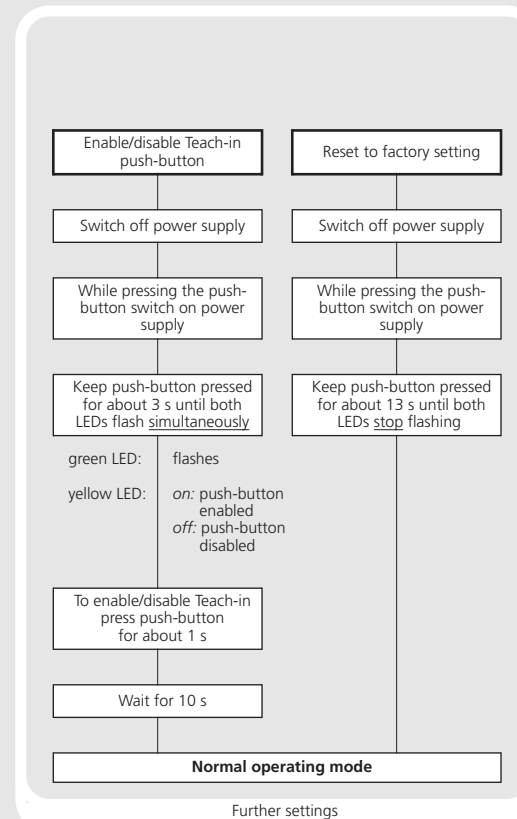 Enable/disable Teach-in
push-button
Switch off power supply
While pressing the push-
button switch on power
supply
Keep push-button pressed
for about 3 s until both
LEDs flash simultaneously
green LED: flashes
yellow LED: on: push-button
enabled
off: push-button
disabled
To enable/disable Teach-in
press push-button
for about 1 s
Wait for 10 s
Reset to factory setting
Switch off power supply
While pressing the push-
button switch on power
supply
Keep push-button pressed
for about 13 s until both
LEDs stop flashing
Normal operating mode
Further settings